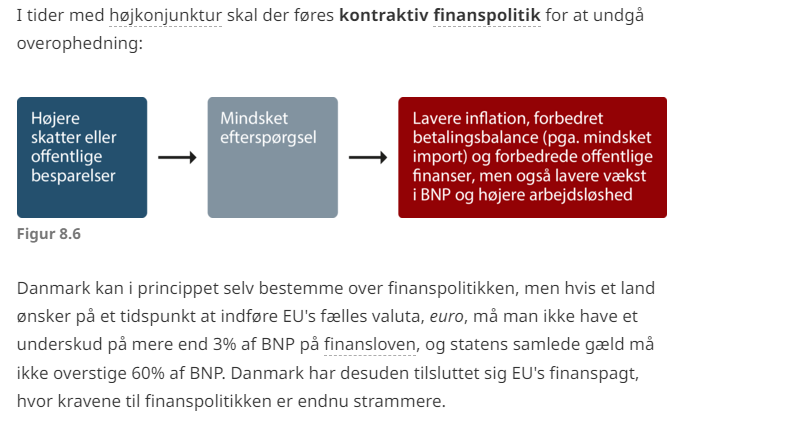 I tider med højkonjunktur skal der føres kontraktiv finanspolitik for at undgå
overophedning:
Højere
skatter eller
offentlige
besparelser
Mindsket
efterspørgsel
Lavere inflation, forbedret
betalingsbalance (pga. mindsket
import) og forbedrede offentlige
finanser, men også lavere vækst
i BNP og højere arbejdsløshed
Figur 8.6
Danmark kan i princippet selv bestemme over finanspolitikken, men hvis et land
ønsker på et tidspunkt at indføre EU's fælles valuta, euro, må man ikke have et
underskud på mere end 3% af BNP på finansloven, og statens samlede gæld må
ikke overstige 60% af BNP. Danmark har desuden tilsluttet sig EU's finanspagt,
hvor kravene til finanspolitikken er endnu strammere.